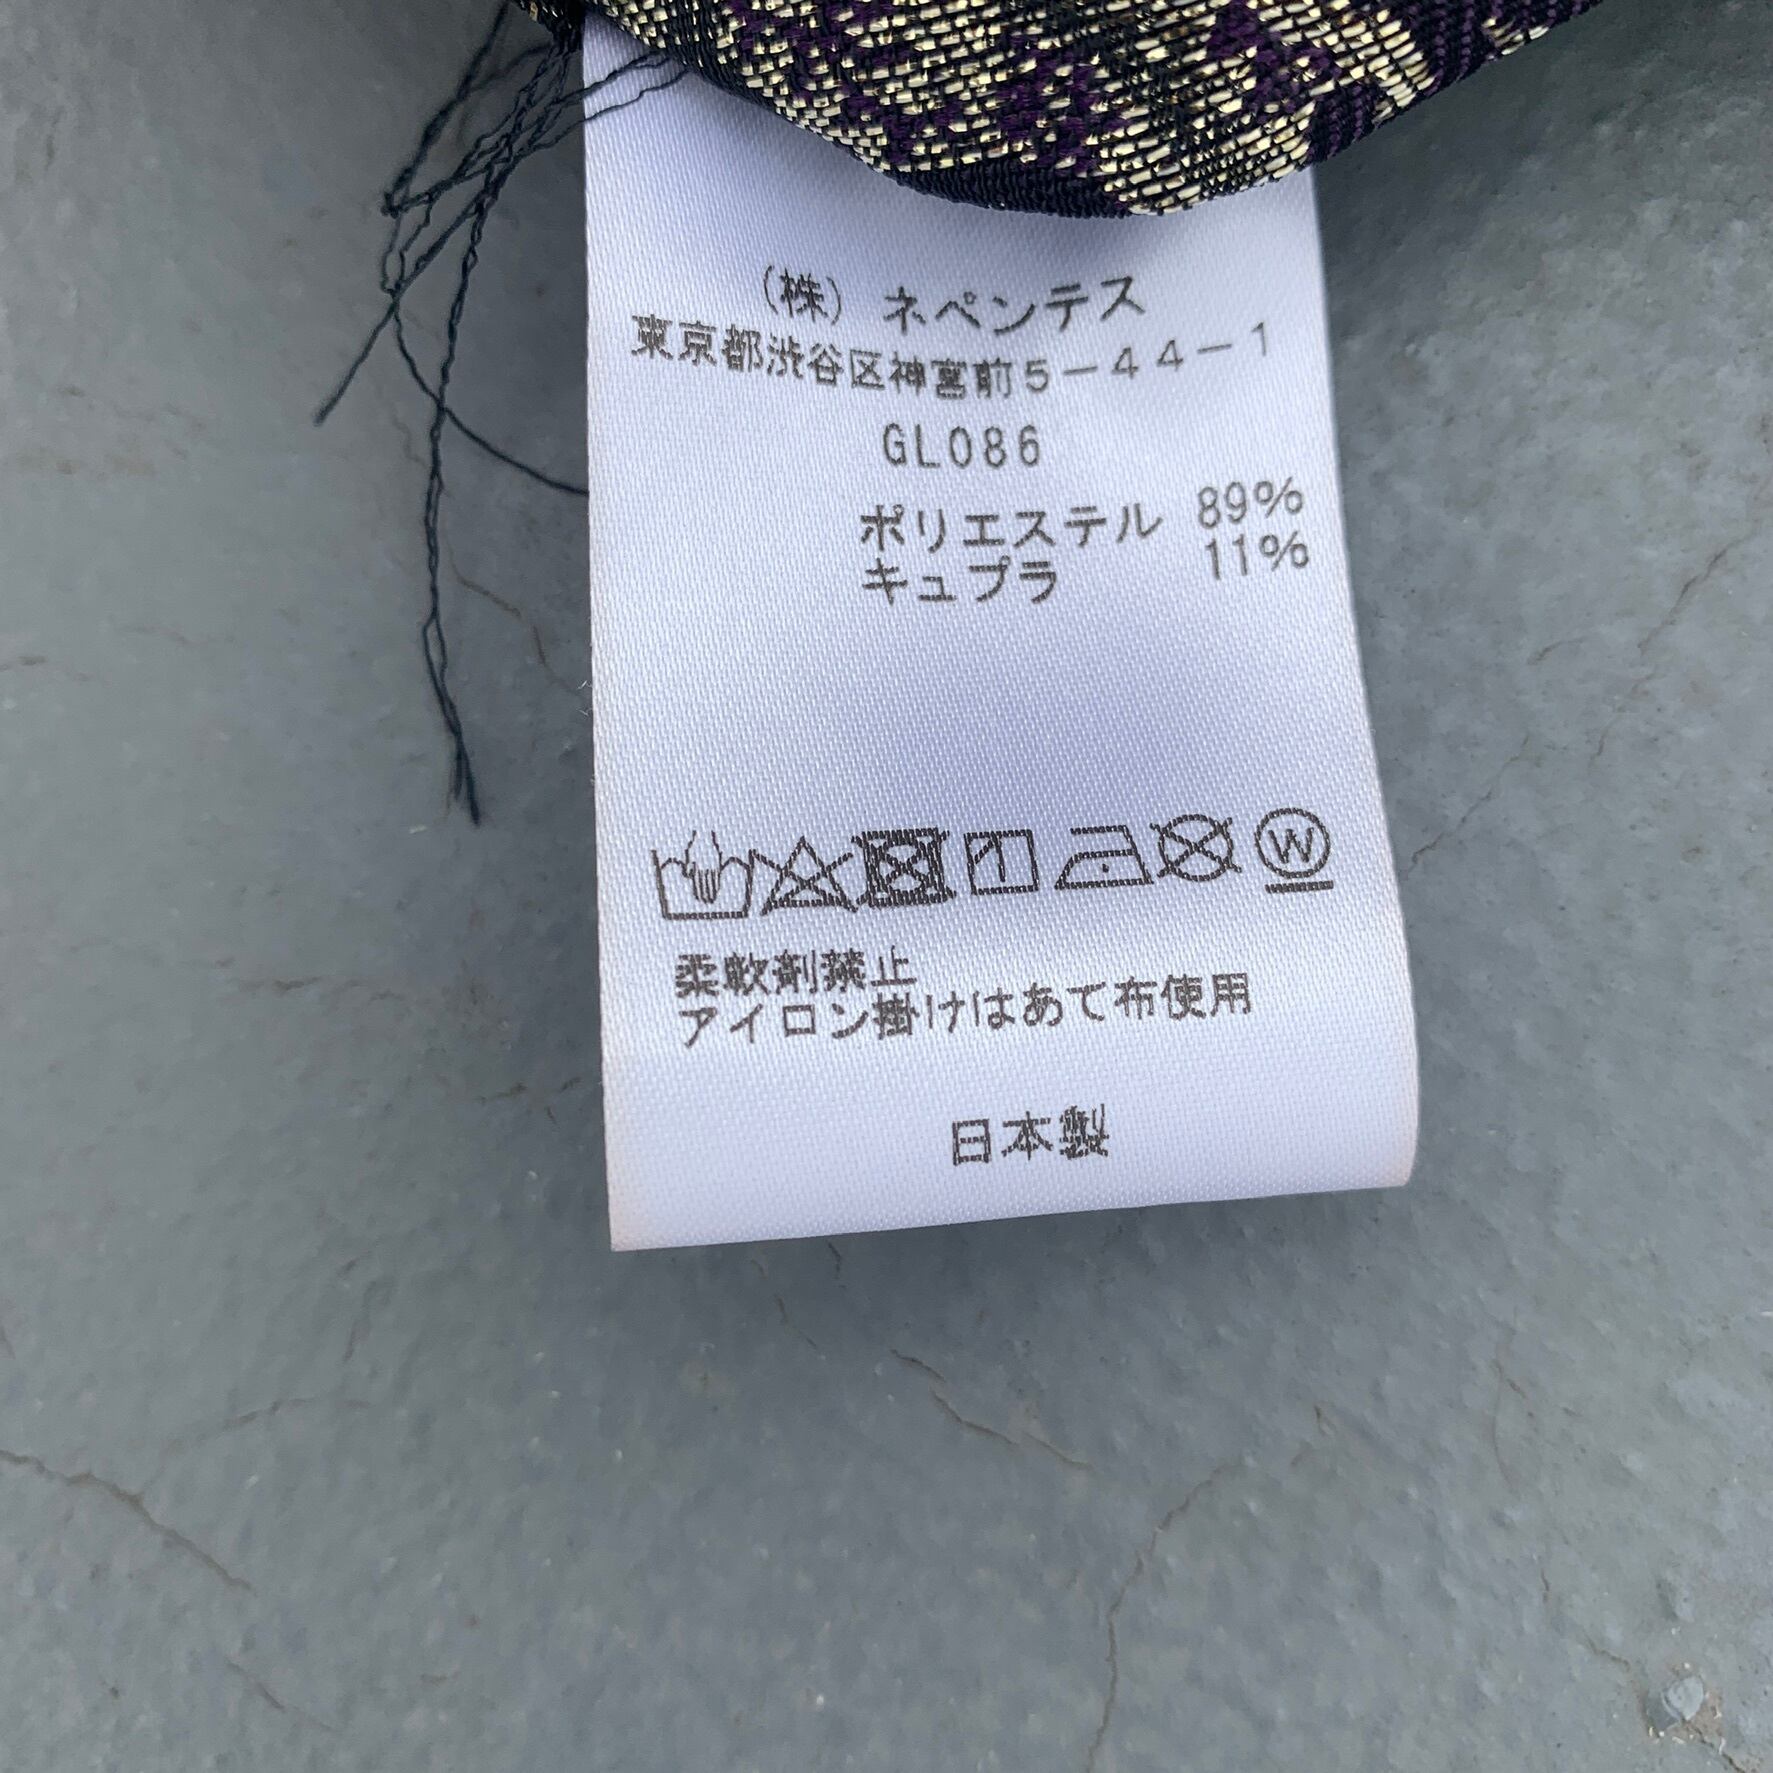 （株） ネペンテス
東京都渋谷区神宮前５－４４－１
GL086
ポリエステル 89%
キュプラ 11%
W
柔軟剤禁止
アイロン掛けはあて布使用
日本製